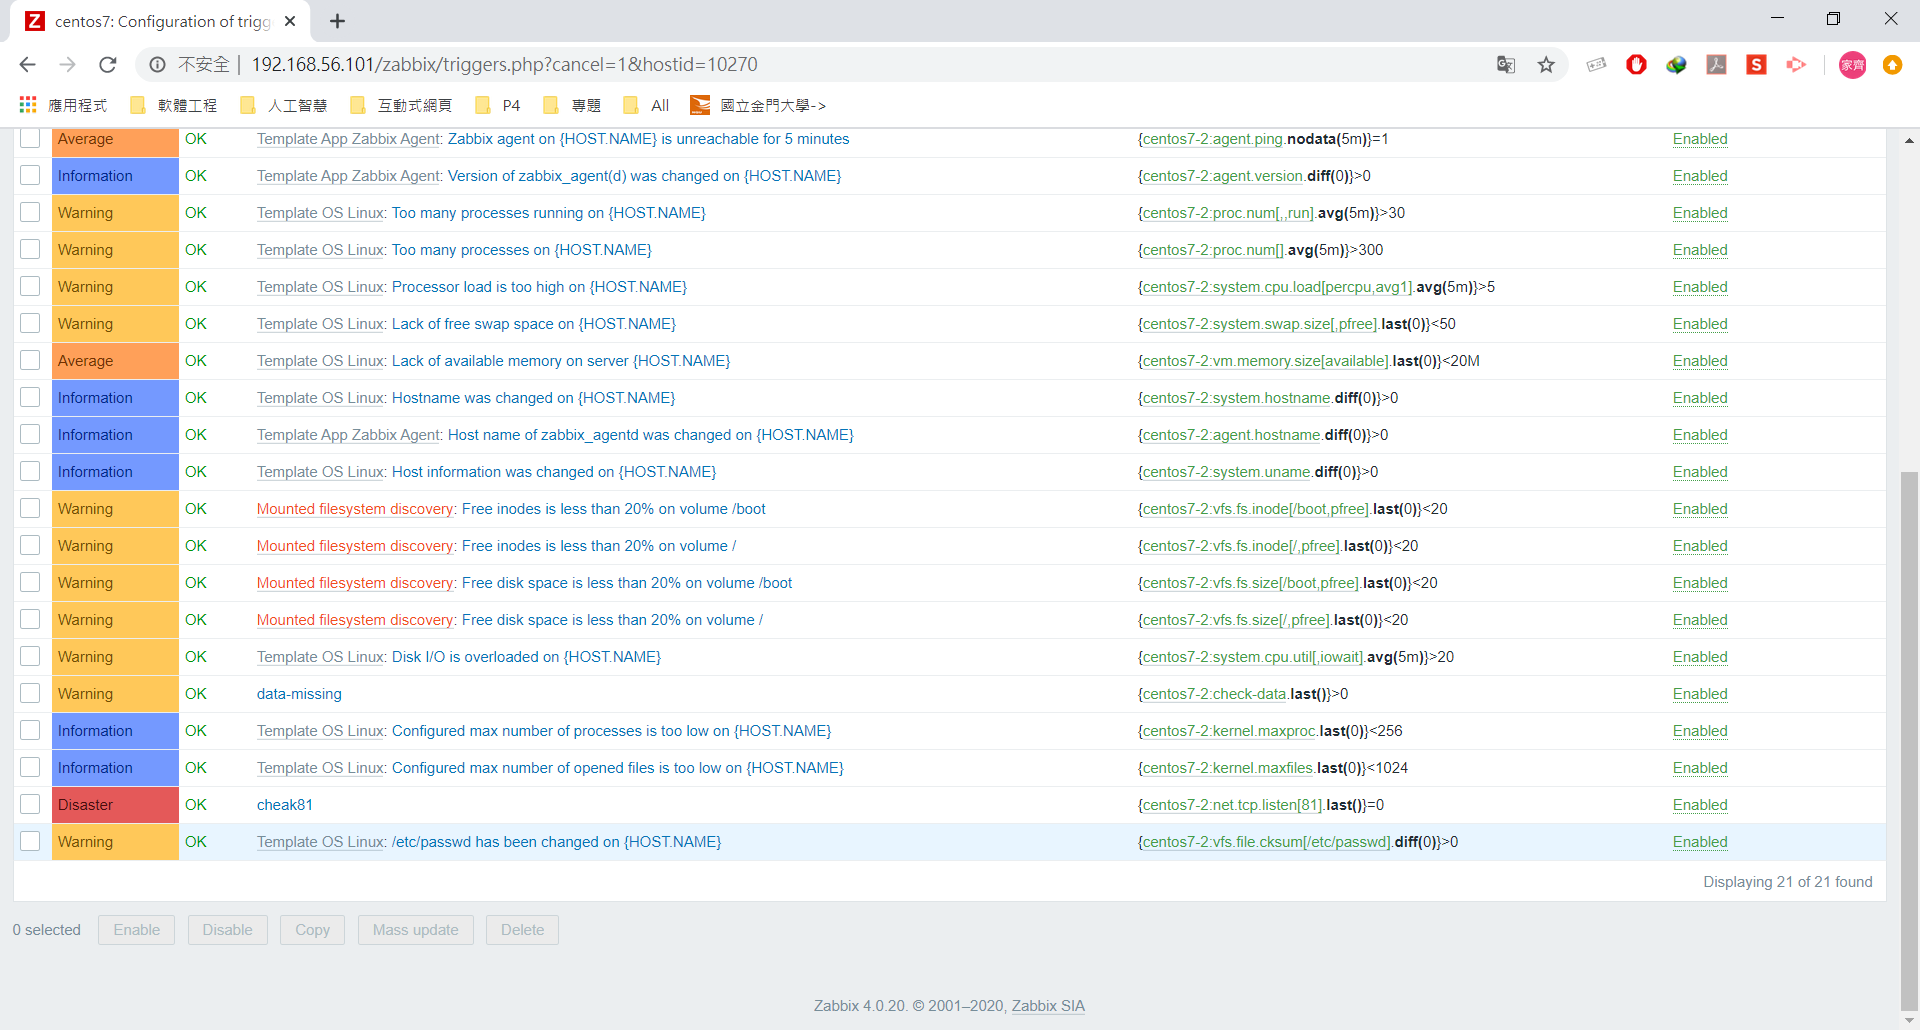 centos7: Configuration of trigg
不安全 | 192.168.56.101/zabbix/triggers.php?cancel=1&hostid=10270 家齊
應用程式 軟體工程 人工智慧 互動式網頁 P4 專題 All 國立金門大學->
Average OK Template App Zabbix Agent: Zabbix agent on {HOST.NAME} is unreachable for 5 minutes {centos7-2:agent.ping.nodata(5m)}=1 Enabled
Information OK Template App Zabbix Agent: Version of zabbix_agent(d) was changed on {HOST.NAME} {centos7-2:agent.version.diff(0)}>0 Enabled
Warning OK Template OS Linux: Too many processes running on {HOST.NAME} {centos7-2:proc.num[,,run].avg(5m)}>30 Enabled
Warning OK Template OS Linux: Too many processes on {HOST.NAME} {centos7-2:proc.num[].avg(5m)}>300 Enabled
Warning OK Template OS Linux: Processor load is too high on {HOST.NAME} {centos7-2:system.cpu.load[percpu,avg1].avg(5m)}>5 Enabled
Warning OK Template OS Linux: Lack of free swap space on {HOST.NAME} {centos7-2:system.swap.size[,pfree].last(0)}<50 Enabled
Average OK Template OS Linux: Lack of available memory on server {HOST.NAME} {centos7-2:vm.memory.size[available].last(0)}<20M Enabled
Information OK Template OS Linux: Hostname was changed on {HOST.NAME} {centos7-2:system.hostname.diff(0)}>0 Enabled
Information OK Template App Zabbix Agent: Host name of zabbix_agentd was changed on {HOST.NAME} {centos7-2:agent.hostname.diff(0)}>0 Enabled
Information OK Template OS Linux: Host information was changed on {HOST.NAME} {centos7-2:system.uname.diff(0)}>0 Enabled
Warning OK Mounted filesystem discovery: Free inodes is less than 20% on volume /boot {centos7-2:vfs.fs.inode[/boot,pfree].last(0)}<20 Enabled
Warning OK Mounted filesystem discovery: Free inodes is less than 20% on volume / {centos7-2:vfs.fs.inode[/,pfree].last(0)}<20 Enabled
Warning OK Mounted filesystem discovery: Free disk space is less than 20% on volume /boot {centos7-2:vfs.fs.size[/boot,pfree].last(0)}<20 Enabled
Warning OK Mounted filesystem discovery: Free disk space is less than 20% on volume / {centos7-2:vfs.fs.size[/,pfree].last(0)}<20 Enabled
Warning OK Template OS Linux: Disk I/O is overloaded on {HOST.NAME} {centos7-2:system.cpu.util[,iowait].avg(5m)}>20 Enabled
Warning OK data-missing {centos7-2:check-data.last()}>0 Enabled
Information OK Template OS Linux: Configured max number of processes is too low on {HOST.NAME} {centos7-2:kernel.maxproc.last(0)}<256 Enabled
Information OK Template OS Linux: Configured max number of opened files is too low on {HOST.NAME} {centos7-2:kernel.maxfiles.last(0)}<1024 Enabled
Disaster OK cheak81 {centos7-2:net.tcp.listen[81].last()}=0 Enabled
Warning OK Template OS Linux: /etc/passwd has been changed on {HOST.NAME} {centos7-2:vfs.file.cksum[/etc/passwd].diff(0)}>0 Enabled
Displaying 21 of 21 found
0 selected Enable Disable Copy Mass update Delete
Zabbix 4.0.20. © 2001–2020, Zabbix SIA